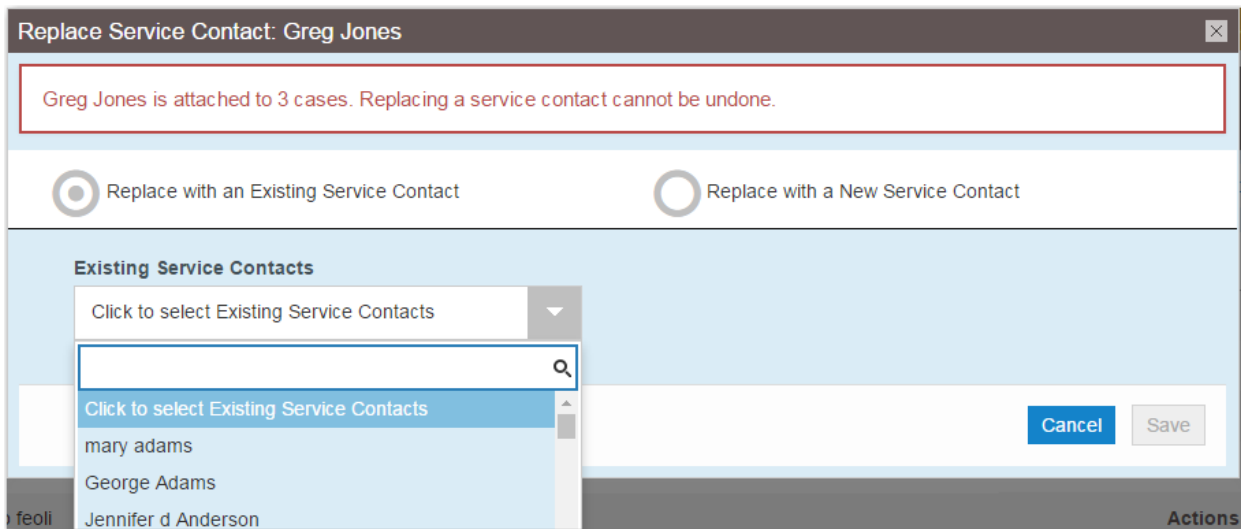 Replace Service Contact: Greg Jones
Greg Jones is attached to 3 cases. Replacing a service contact cannot be undone.
Replace with an Existing Service Contact
Replace with a New Service Contact
Existing Service Contacts
Click to select Existing Service Contacts
Click to select Existing Service Contacts
mary adams
George Adams
Jennifer d Anderson
Cancel
Save
feoli
Actions